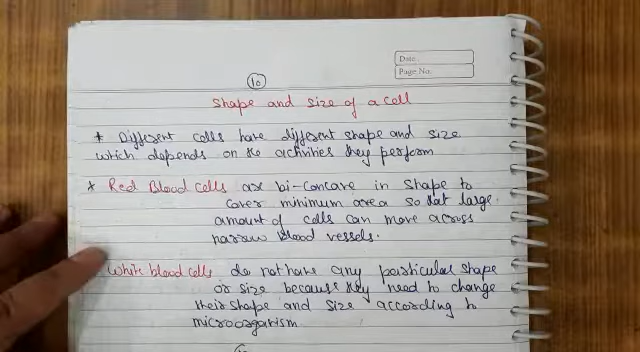 Date
Page No.
10
Shape and size of a cell
* Different cells have different shape and size
which depends on the activities they perform
* Red Blood cells are bi-concave in shape to
cover minimum area so that large
amount of cells can move across
narrow blood vessels.
White blood cells do not have any particular shape
or size because they need to change
their shape and size according to
microorganism